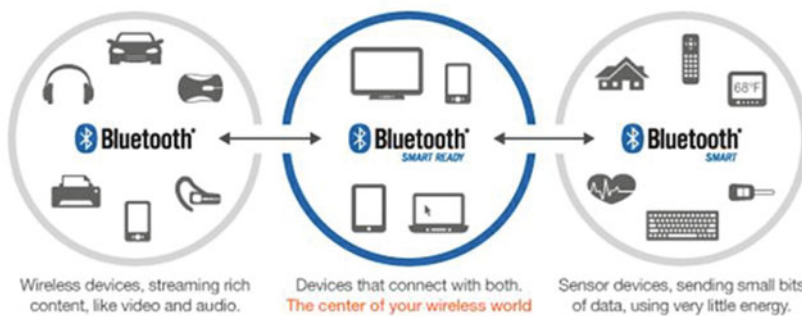 68°F
Bluetooth
Bluetooth
SMART READY
Bluetooth
SMART
Wireless devices, streaming rich
content, like video and audio.
Devices that connect with both.
The center of your wireless world
Sensor devices, sending small bits
of data, using very little energy.